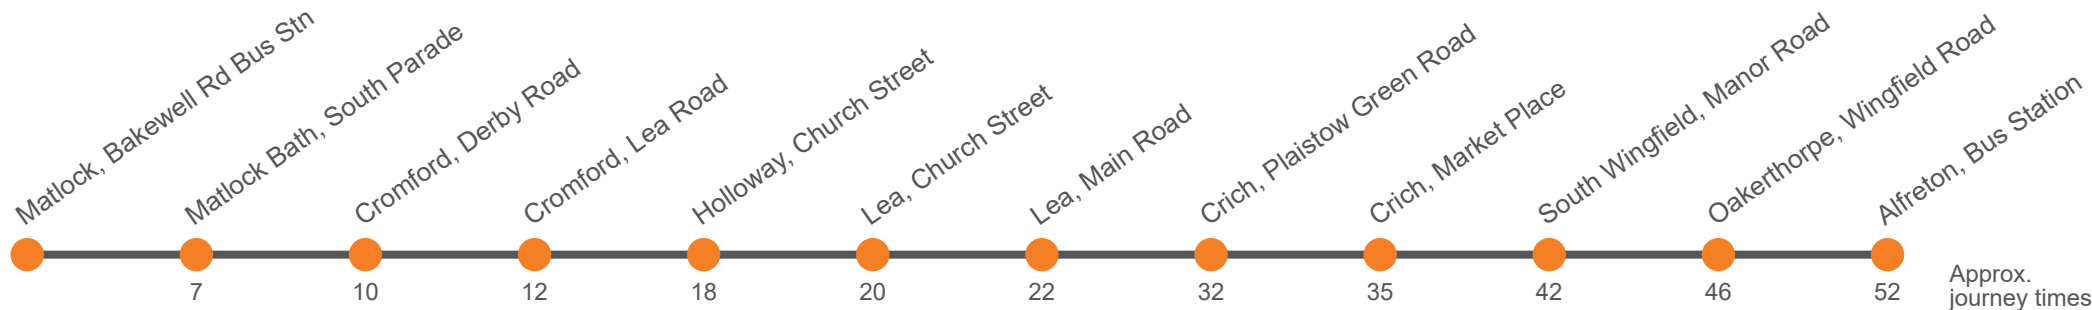 Matlock, Bakewell Rd Bus Stn
Matlock Bath, South Parade
Cromford, Derby Road
Cromford, Lea Road
Holloway, Church Street
Lea, Church Street
Lea, Main Road
Crich, Plaistow Green Road
Crich, Market Place
South Wingfield, Manor Road
Oakerthorpe, Wingfield Road
Alfreton, Bus Station
7 10 12 18 20 22 32 35 42 46 52
Approx.
journey times